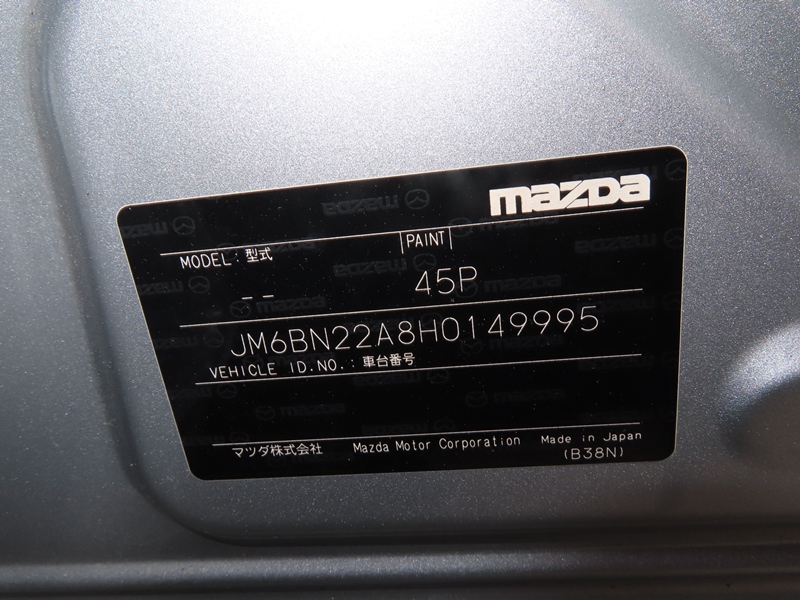 mazda
MODEL: 型式
PAINT
-- 45P
JM6BN22A8H0149995
VEHICLE ID.NO.: 車台番号
マツダ株式会社 Mazda Motor Corporation Made in Japan
(B38N)